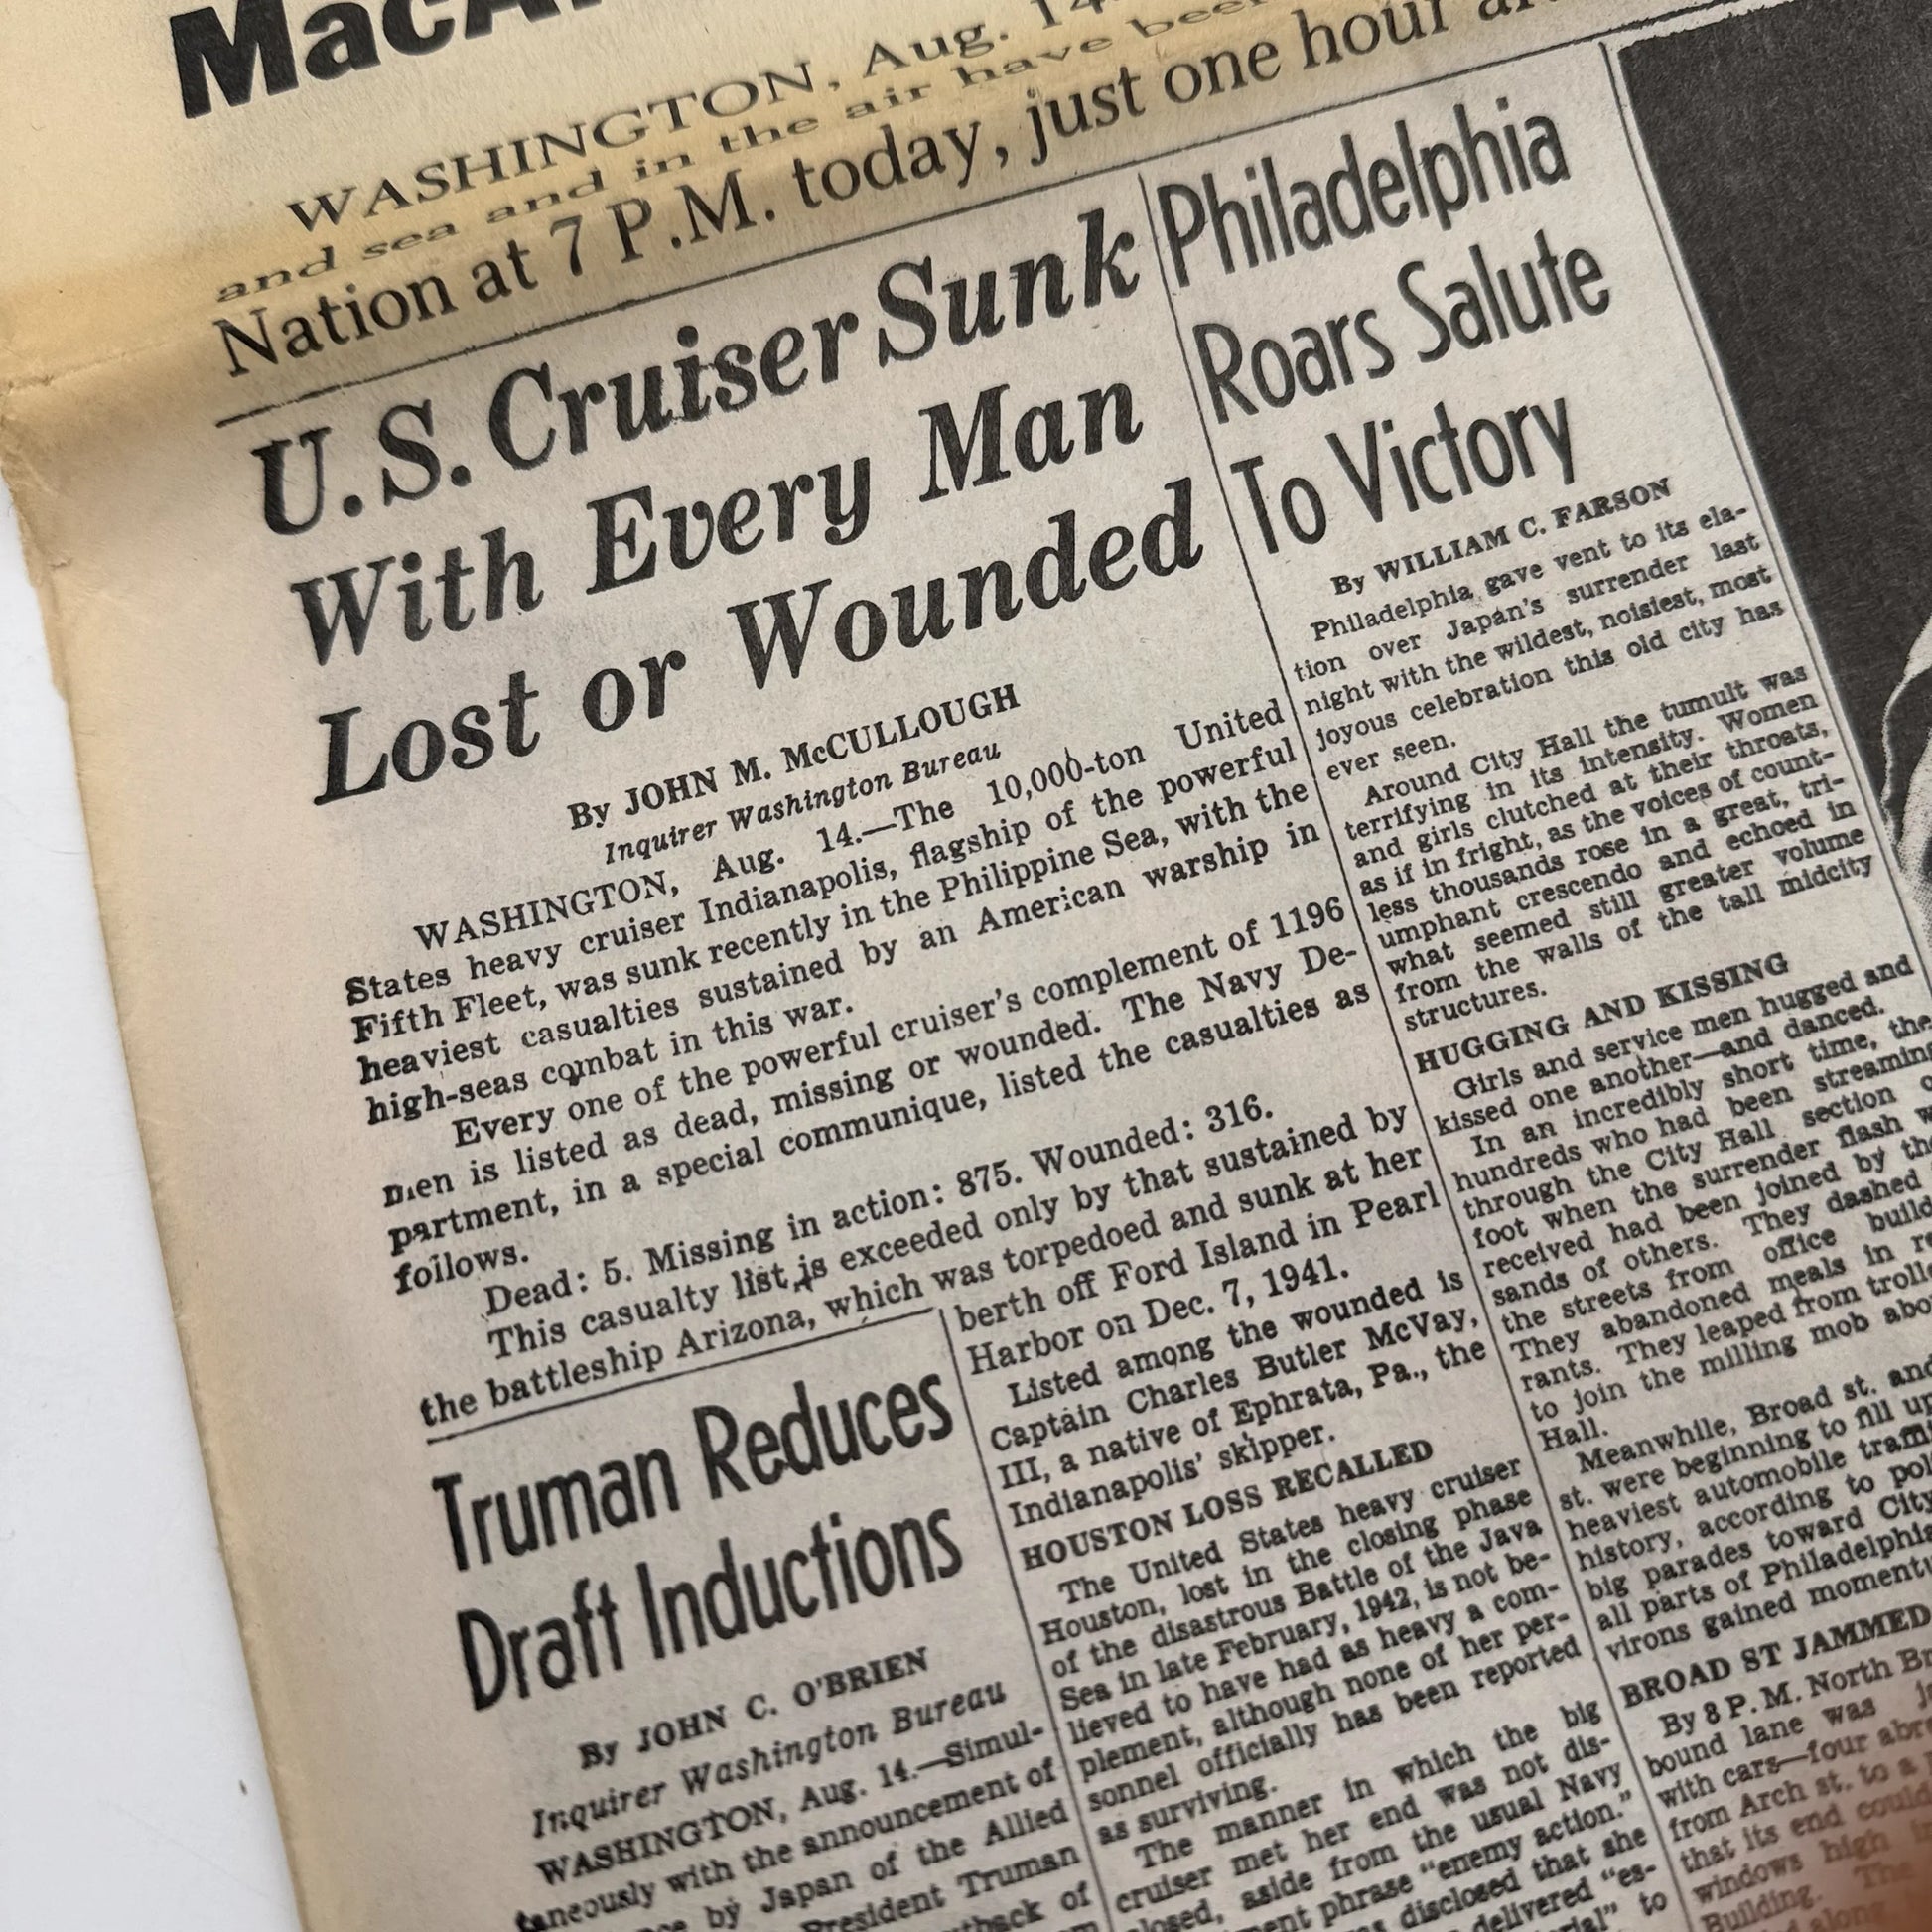 WASHINGTON, Aug.
and sea and in the air have
Nation at 7 P.M. today, just one hour
U.S. Cruiser Sunk
With Every Man
Lost or Wounded
By JOHN M. McCULLOUGH
Inquirer Washington Bureau
WASHINGTON, Aug. 14.—The 10,000-ton United
States heavy cruiser Indianapolis, flagship of the powerful
Fifth Fleet, was sunk recently in the Philippine Sea, with the
heaviest casualties sustained by an American warship in
high-seas combat in this war.
Every one of the powerful cruiser's complement of 1196
men is listed as dead, missing or wounded. The Navy De-
partment, in a special communique, listed the casualties as
follows.
Dead: 5. Missing in action: 875. Wounded: 316.
This casualty list is exceeded only by that sustained by
the battleship Arizona, which was torpedoed and sunk at her
berth off Ford Island in Pearl
Harbor on Dec. 7, 1941.
Listed among the wounded is
Captain Charles Butler McVay,
III, a native of Ephrata, Pa., the
Indianapolis' skipper.
HOUSTON LOSS RECALLED
The United States heavy cruiser
Houston, lost in the closing phase
of the disastrous Battle of the Java
Sea in late February, 1942, is not be-
lieved to have had as heavy a com-
plement, although none of her per-
sonnel officially has been reported
as surviving.
The manner in which the big
cruiser met her end was not dis-
closed, aside from the usual Navy
phrase "enemy action."
disclosed that she
delivered "es-
to
Truman Reduces
Draft Inductions
By JOHN C. O'BRIEN
Inquirer Washington Bureau
WASHINGTON, Aug. 14.—Simul-
taneously with the announcement of
by Japan of the Allied
President Truman
of
Philadelphia
Roars Salute
To Victory
By WILLIAM C. FARSON
Philadelphia gave vent to its ela-
tion over Japan's surrender last
night with the wildest, noisiest, most
joyous celebration this old city has
ever seen.
Around City Hall the tumult was
terrifying in its intensity. Women
and girls clutched at their throats,
as if in fright, as the voices of count-
less thousands rose in a great, tri-
umphant crescendo and echoed in
what seemed still greater volume
from the walls of the tall midcity
structures.
HUGGING AND KISSING
Girls and service men hugged and
kissed one another—and danced.
In an incredibly short time, the
hundreds who had been streaming
through the City Hall section
foot when the surrender flash
received had been joined by
sands of others. They dashed
the streets from office
They abandoned meals in
rants. They leaped from
to join the milling mob
Hall.
Meanwhile, Broad st. and
st. were beginning to fill up
heaviest automobile
history, according to
big parades toward City
all parts of Philadelphia
virons gained
BROAD ST JAMMED
By 8 P. M. North
bound lane was
with cars—four
from Arch st. to a
that its end could
windows high
Building. The
along